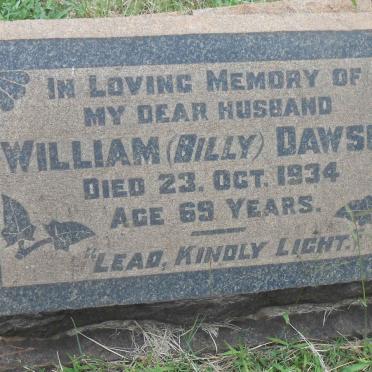 IN LOVING MEMORY OF
MY DEAR HUSBAND
WILLIAM (BILLY) DAWS
DIED 23. OCT. 1934
AGE 69 YEARS.
"LEAD, KINDLY LIGHT."